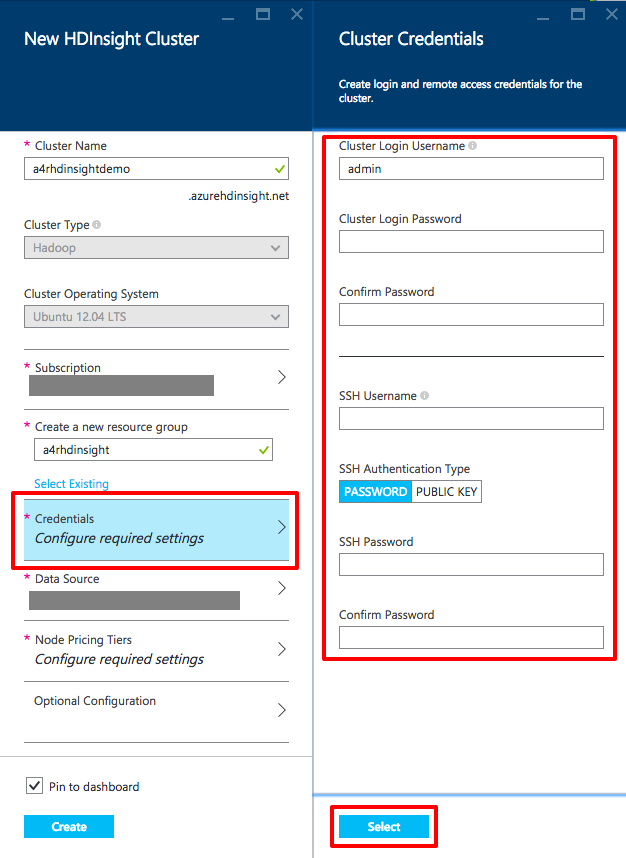 New HDInsight Cluster
* Cluster Name
a4rhdinsightdemo
.azurehdinsight.net
Cluster Type
Hadoop
Cluster Operating System
Ubuntu 12.04 LTS
* Subscription
* Create a new resource group
a4rhdinsight
Select Existing
* Credentials
Configure required settings
* Data Source
* Node Pricing Tiers
Configure required settings
Optional Configuration
Pin to dashboard
Create
Cluster Credentials
Create login and remote access credentials for the
cluster.
Cluster Login Username
admin
Cluster Login Password
Confirm Password
SSH Username
SSH Authentication Type
PASSWORD PUBLIC KEY
SSH Password
Confirm Password
Select